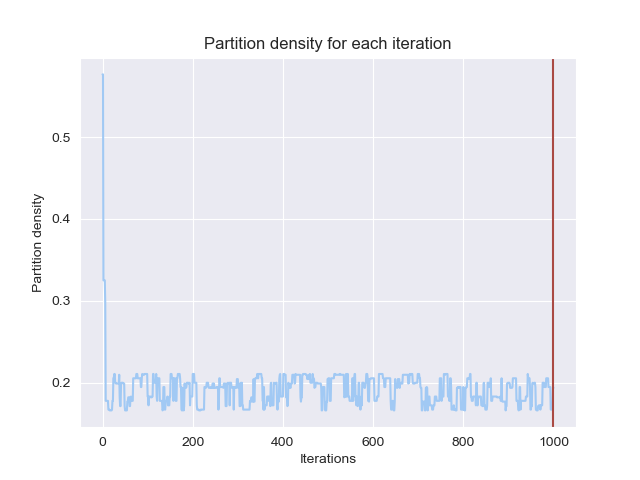 Partition density for each iteration
Partition density
0.5
0.4
0.3
0.2
0 200 400 600 800 1000
Iterations